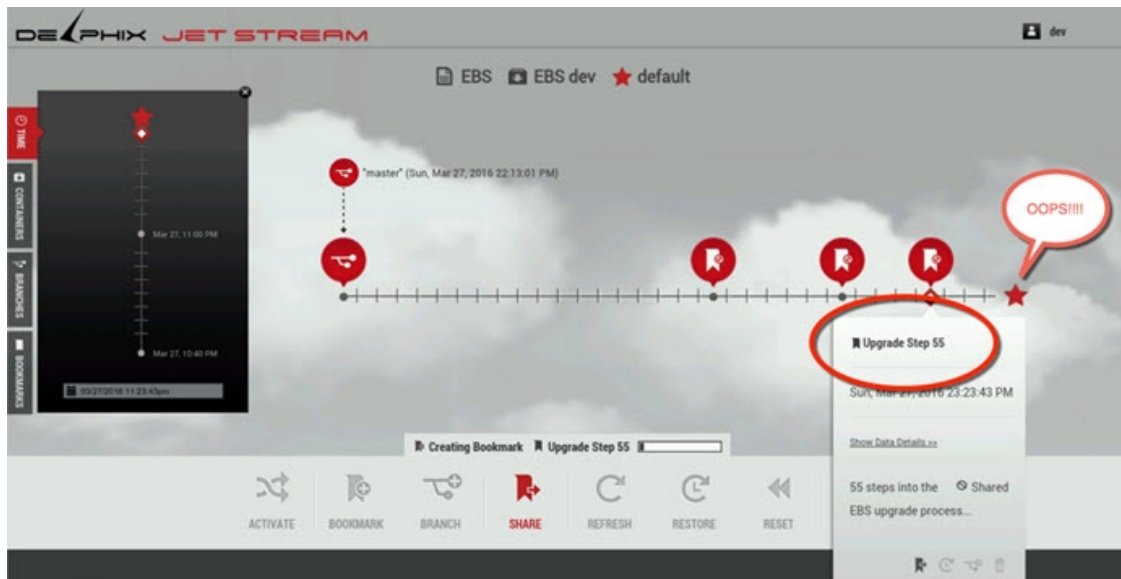 DELPHIX JET STREAM
dev
EBS EBS dev default
TIME
CONTAINERS
BRANCHES
BOOKMARKS
Mar 27, 11:00 PM
Mar 27, 10:40 PM
03/27/2016 11:23:43pm
"master" (Sun, Mar 27, 2016 22:13:01 PM)
OOPS!!!!
Upgrade Step 55
Sun, Mar 27, 2016 23:23:43 PM
Show Data Details >>
55 steps into the
EBS upgrade process...
Shared
Creating Bookmark Upgrade Step 55
ACTIVATE
BOOKMARK
BRANCH
SHARE
REFRESH
RESTORE
RESET